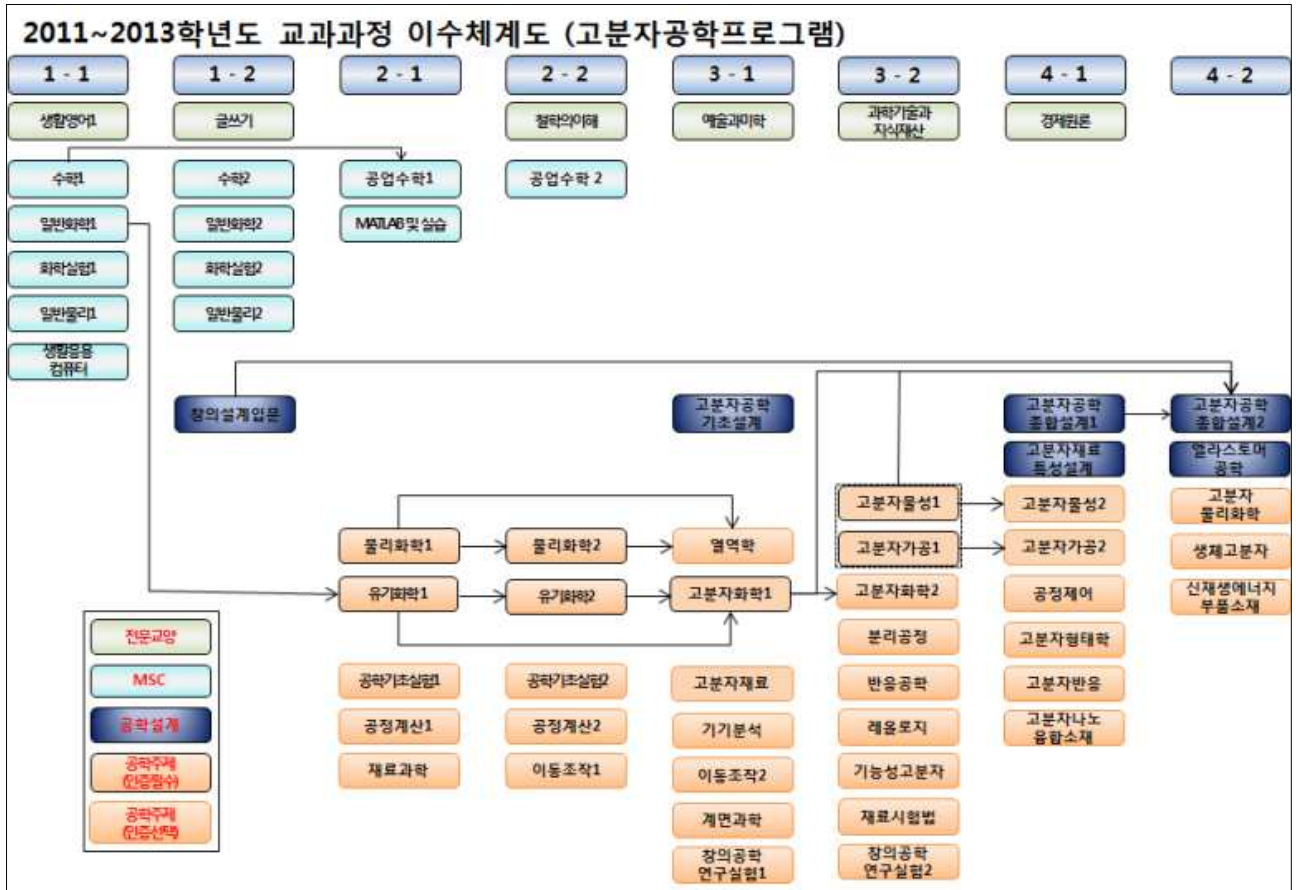 2011~2013학년도 교과과정 이수체계도 (고분자공학프로그램)
1 - 1
1 - 2
2 - 1
2 - 2
3 - 1
3 - 2
4 - 1
4 - 2
생활영어1
글쓰기
철학의이해
예술과미학
과학기술과
지식재산
경제원론
수학1
수학2
공업수학1
공업수학 2
일반화학1
일반화학2
MATLAB 및 실습
화학실험1
화학실험2
일반물리1
일반물리2
생활응용
컴퓨터
창의설계입문
고분자공학
기초설계
고분자공학
종합설계1
고분자공학
종합설계2
고분자재료
특성설계
엘라스토머
공학
고분자물성1
고분자물성2
고분자
물리화학
물리화학1
물리화학2
열역학
고분자가공1
고분자가공2
생체고분자
유기화학1
유기화학2
고분자화학1
고분자화학2
공정제어
신재생에너지
부품소재
전문교양
MSC
공학설계
공학주제
(인증필수)
공학주제
(인증선택)
분리공정
고분자형태학
공학기초실험1
공학기초실험2
고분자재료
반응공학
고분자반응
공정계산1
공정계산2
기기분석
레올로지
고분자나노
융합소재
재료과학
이동조작1
이동조작2
기능성고분자
계면과학
재료시험법
창의공학
연구실험1
창의공학
연구실험2